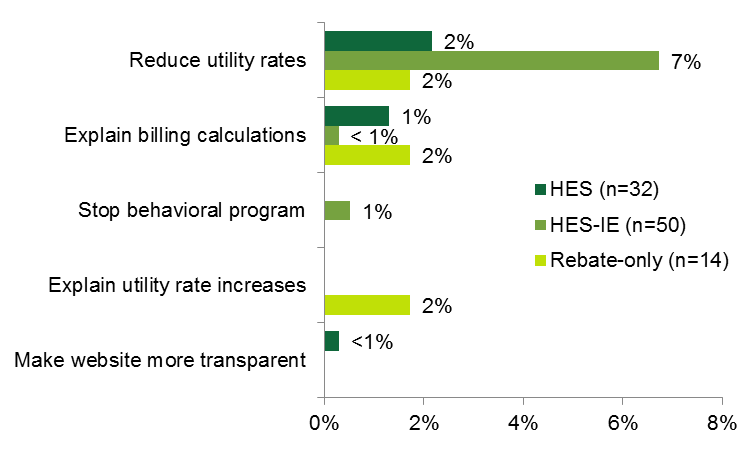 Reduce utility rates
2%
7%
2%
Explain billing calculations
1%
< 1%
2%
Stop behavioral program
1%
Explain utility rate increases
2%
Make website more transparent
<1%
HES (n=32)
HES-IE (n=50)
Rebate-only (n=14)
0% 2% 4% 6% 8%